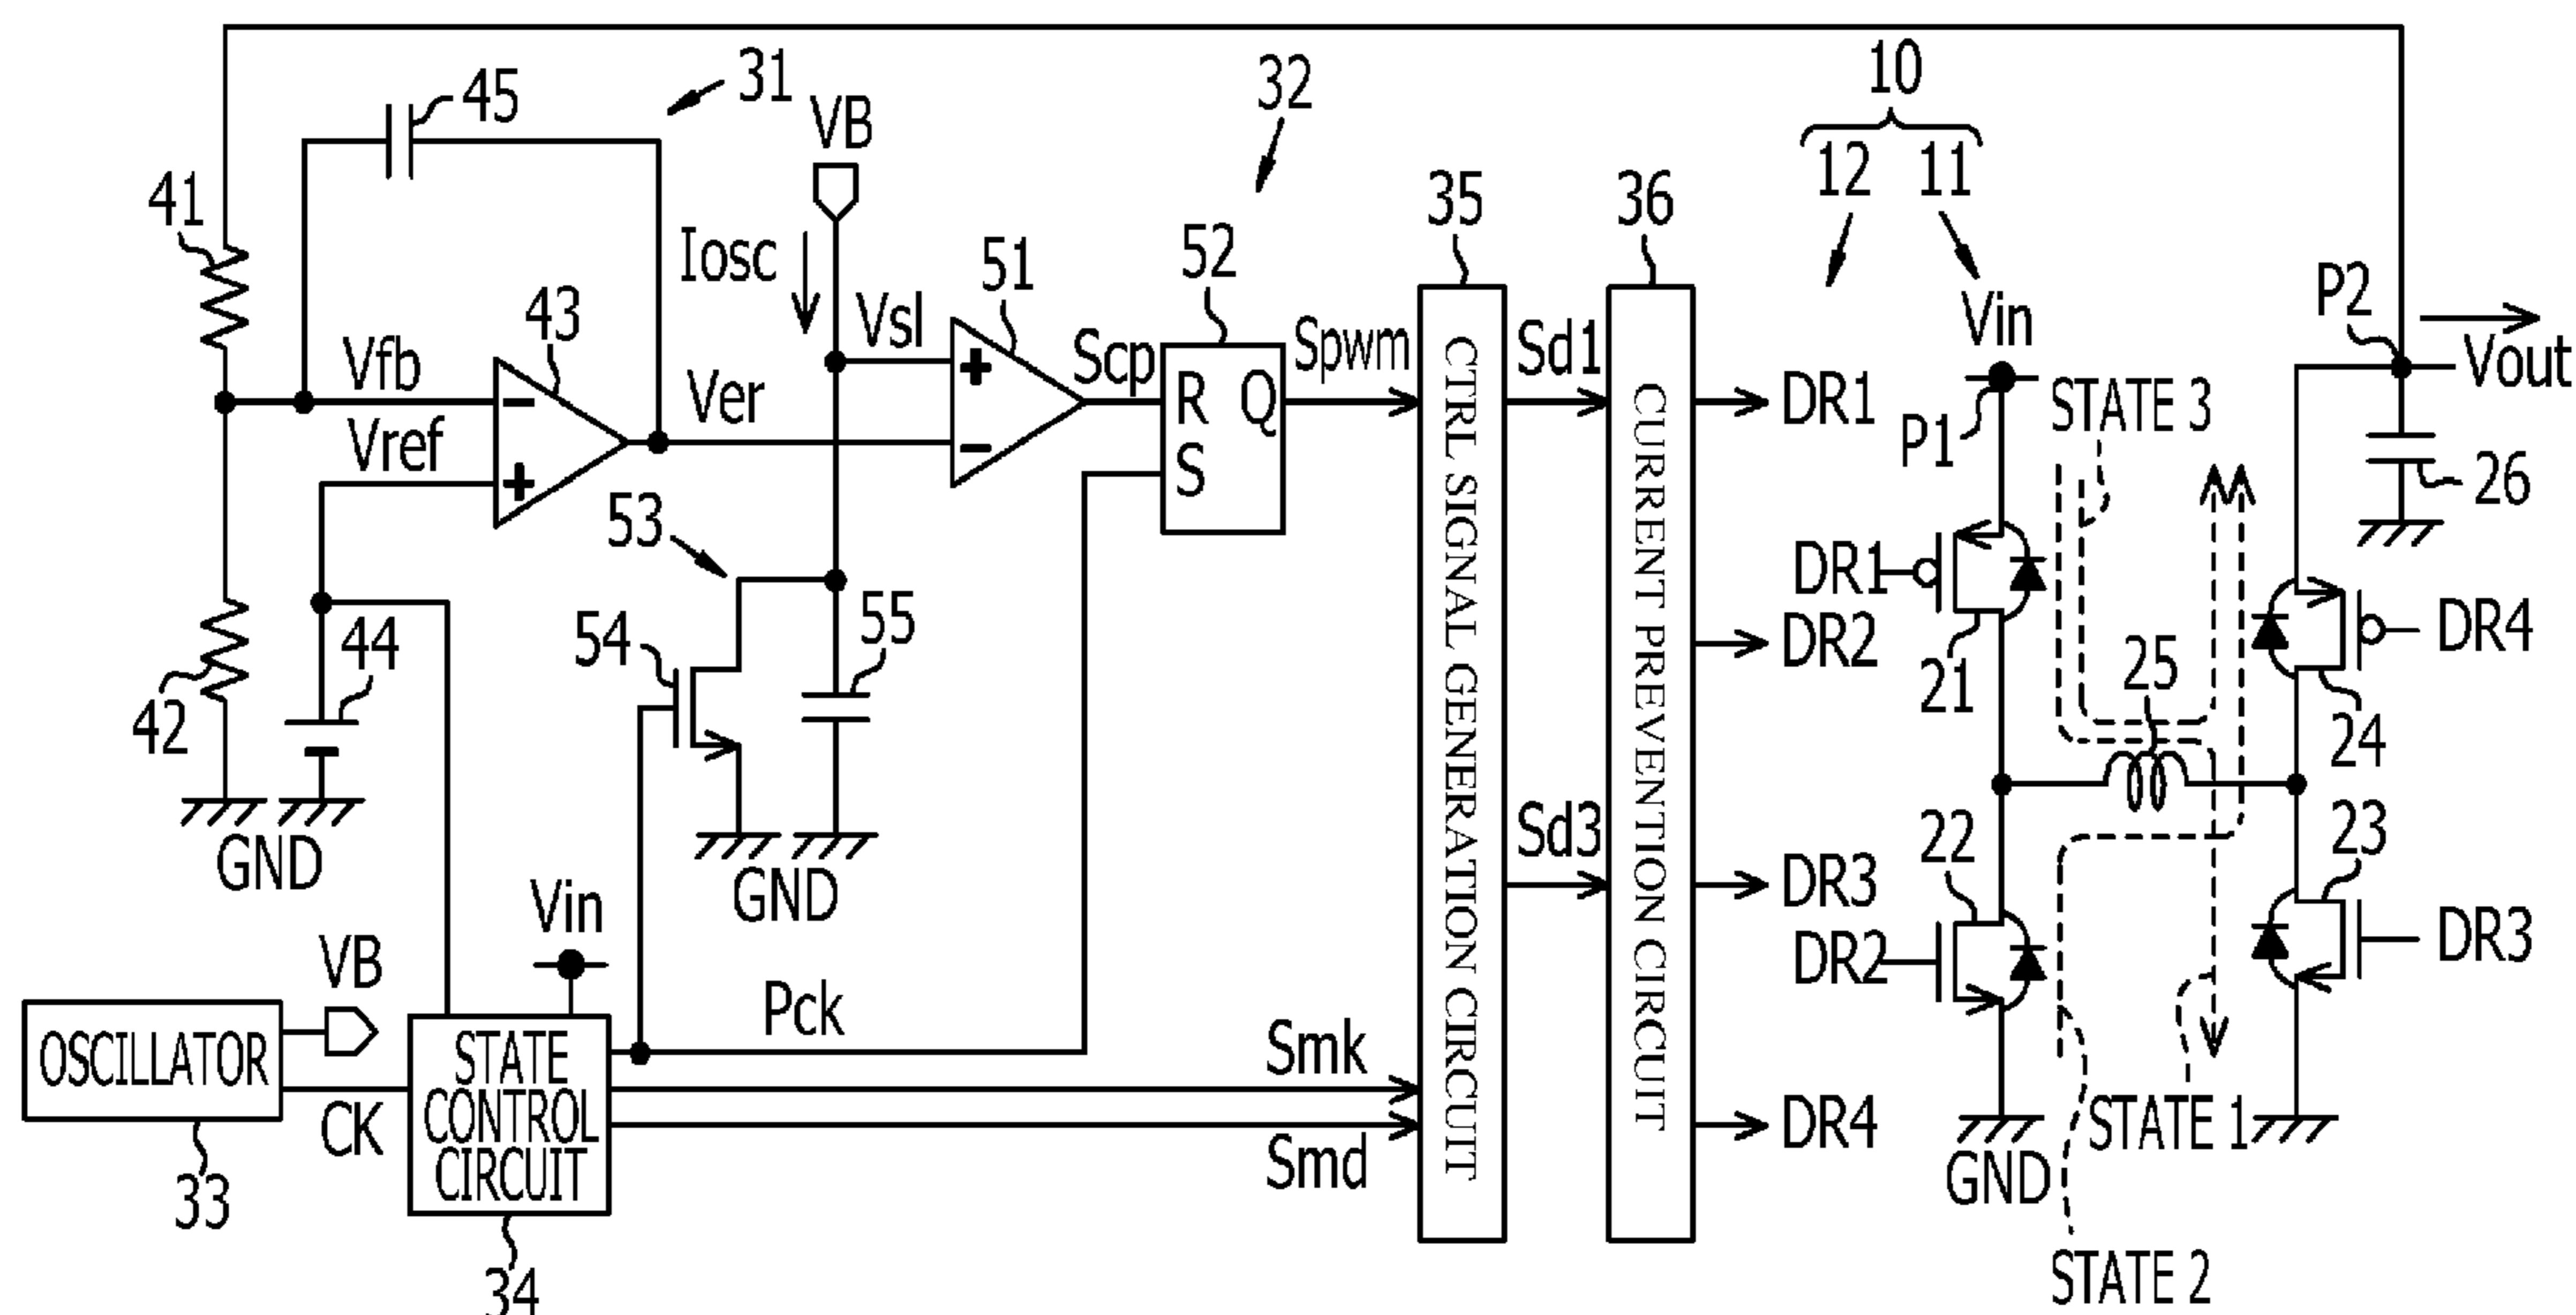 10
12 11
31
32
45
VB
41
35
36
Iosc
51
52
43
Vfb
Vref
Ver
Vsl
Scp
R Q
S
Spwm
CTRL SIGNAL GENERATION CIRCUIT
Sd1
Sd3
CURRENT PREVENTION CIRCUIT
DR1
DR2
DR3
DR4
Vin
P1
STATE 3
P2
Vout
26
DR1
21
25
DR4
24
22
DR2
23
DR3
GND
STATE 1
STATE 2
53
54
55
44
42
GND
GND
Vin
VB
OSCILLATOR
CK
33
STATE
CONTROL
CIRCUIT
34
Pck
Smk
Smd